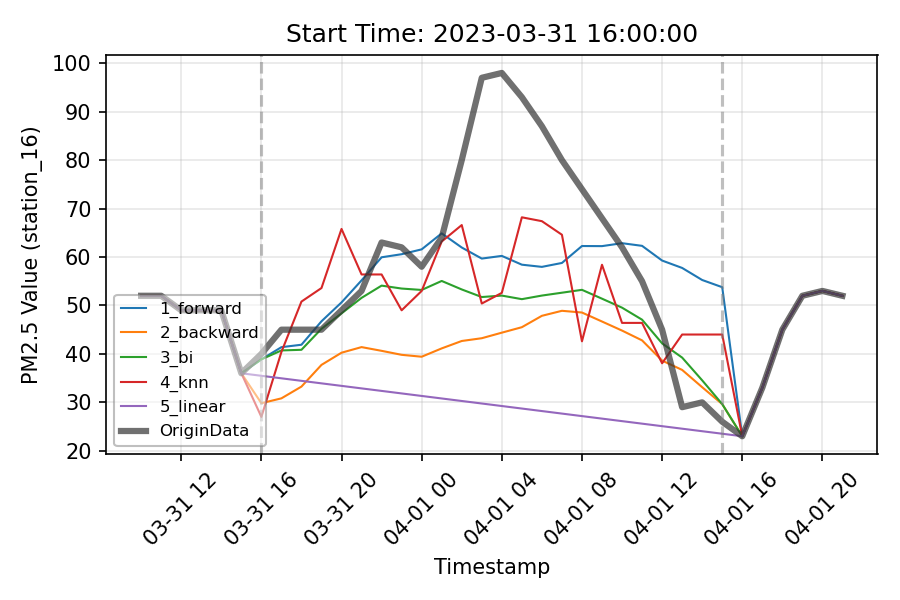 Start Time: 2023-03-31 16:00:00
PM2.5 Value (station_16)
100
90
80
70
60
50
40
30
20
1_forward
2_backward
3_bi
4_knn
5_linear
OriginData
03-31 12
03-31 16
03-31 20
04-01 00
04-01 04
04-01 08
04-01 12
04-01 16
04-01 20
Timestamp